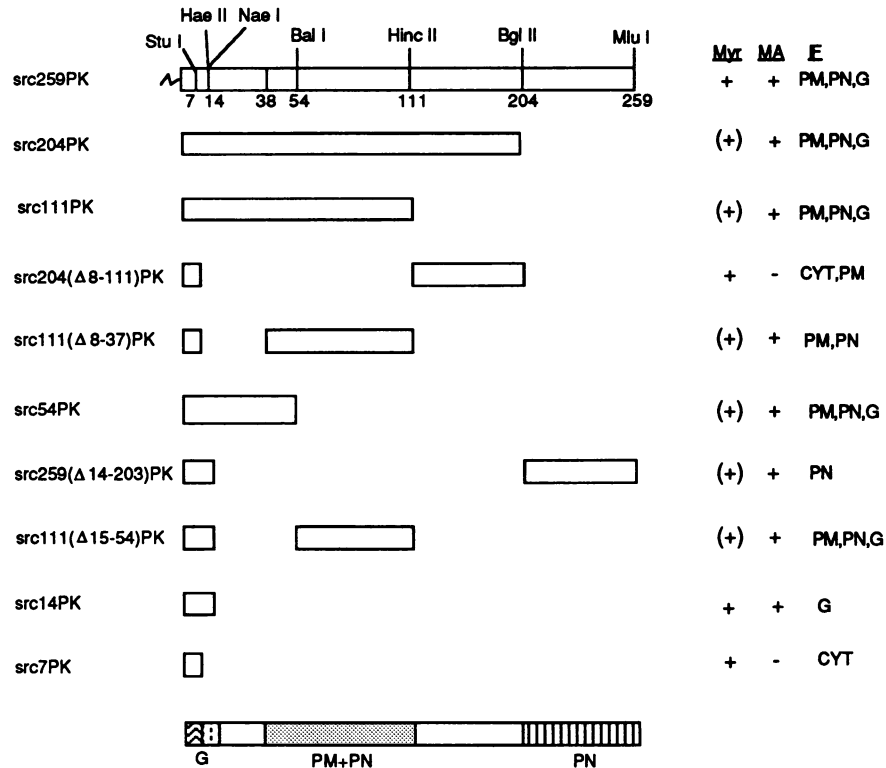 Hae II Nae I
Stu I Bal I Hinc II Bgl II Mlu I
Myr MA IF
src259PK + + PM,PN,G
7 14 38 54 111 204 259
src204PK (+) + PM,PN,G
src111PK (+) + PM,PN,G
src204(Δ8-111)PK + - CYT,PM
src111(Δ8-37)PK (+) + PM,PN
src54PK (+) + PM,PN,G
src259(Δ14-203)PK (+) + PN
src111(Δ15-54)PK (+) + PM,PN,G
src14PK + + G
src7PK + - CYT
G PM+PN PN